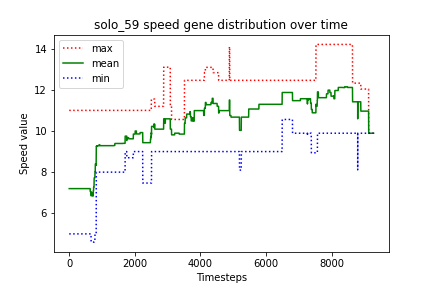 solo_59 speed gene distribution over time
max
mean
min
Speed value
14
12
10
8
6
0
2000
4000
6000
8000
Timesteps